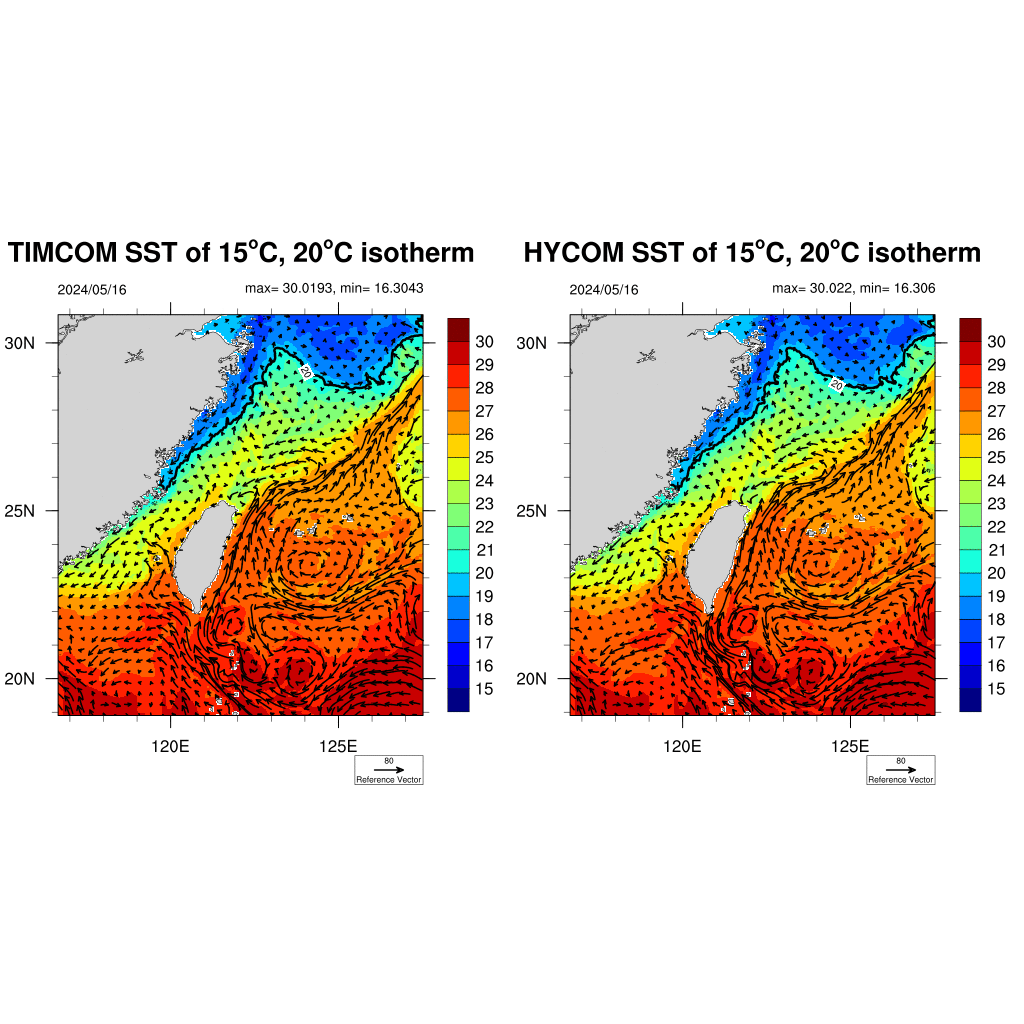 TIMCOM SST of 15°C, 20°C isotherm
2024/05/16
max= 30.0193, min= 16.3043
30N
25N
20N
120E
125E
20
30
29
28
27
26
25
24
23
22
21
20
19
18
17
16
15
80
Reference Vector
HYCOM SST of 15°C, 20°C isotherm
2024/05/16
max= 30.022, min= 16.306
30N
25N
20N
120E
125E
20
30
29
28
27
26
25
24
23
22
21
20
19
18
17
16
15
80
Reference Vector